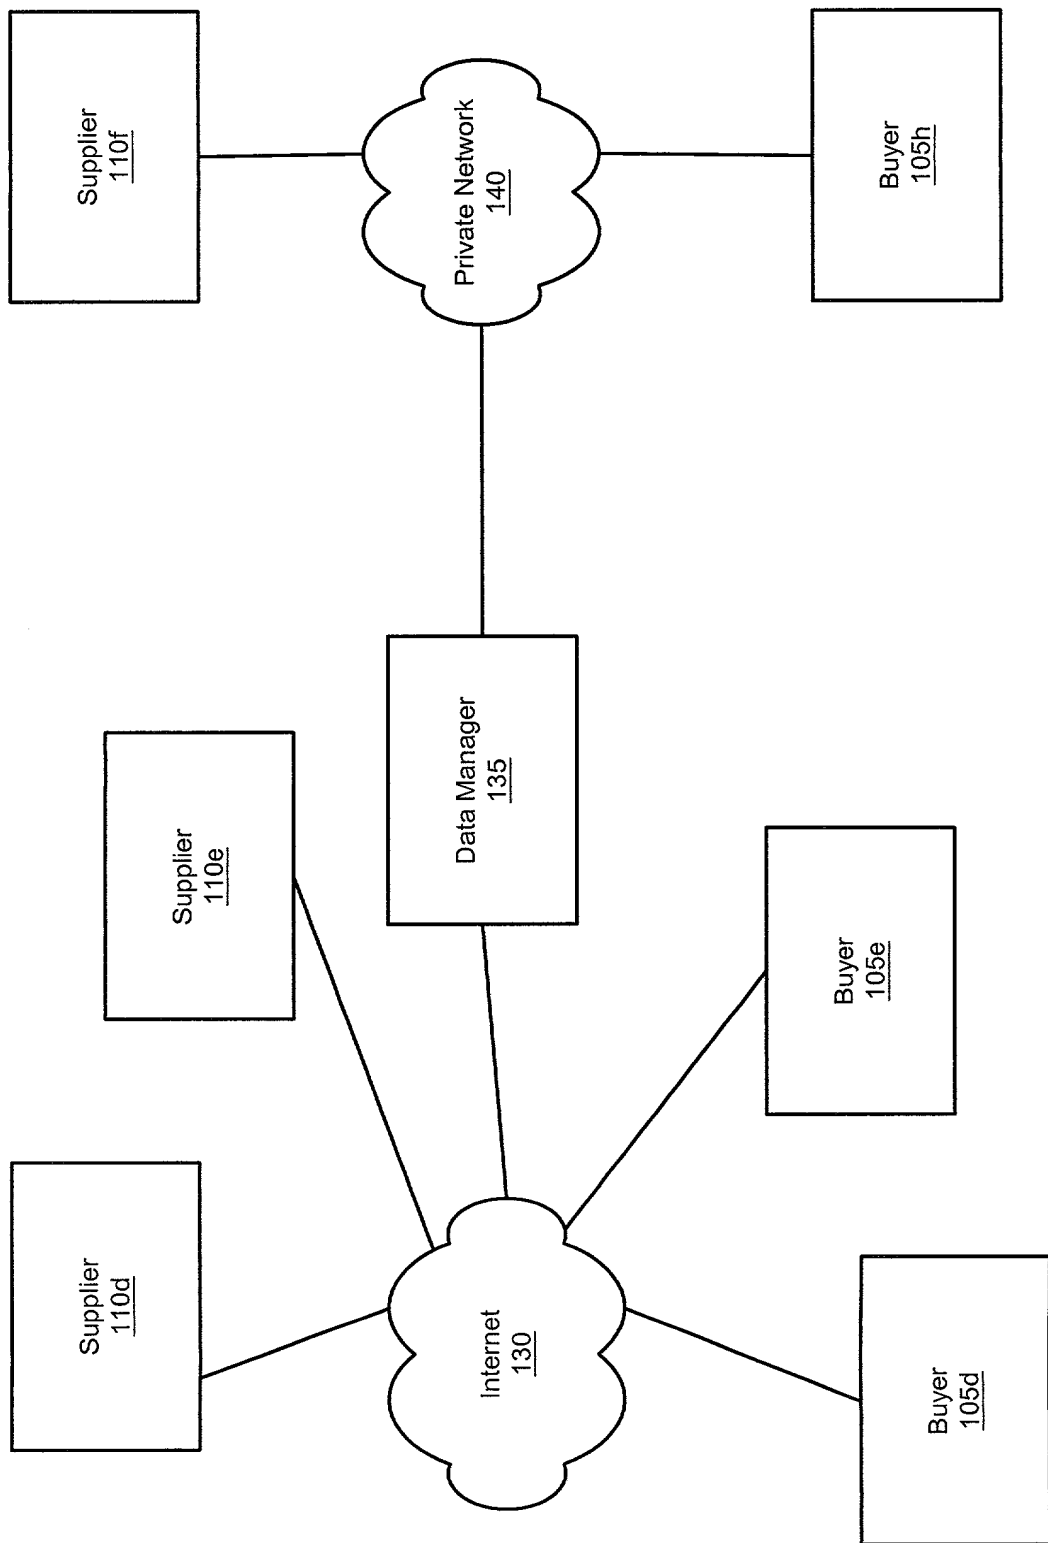 Supplier
110d
Supplier
110e
Supplier
110f
Internet
130
Data Manager
135
Private Network
140
Buyer
105d
Buyer
105e
Buyer
105h